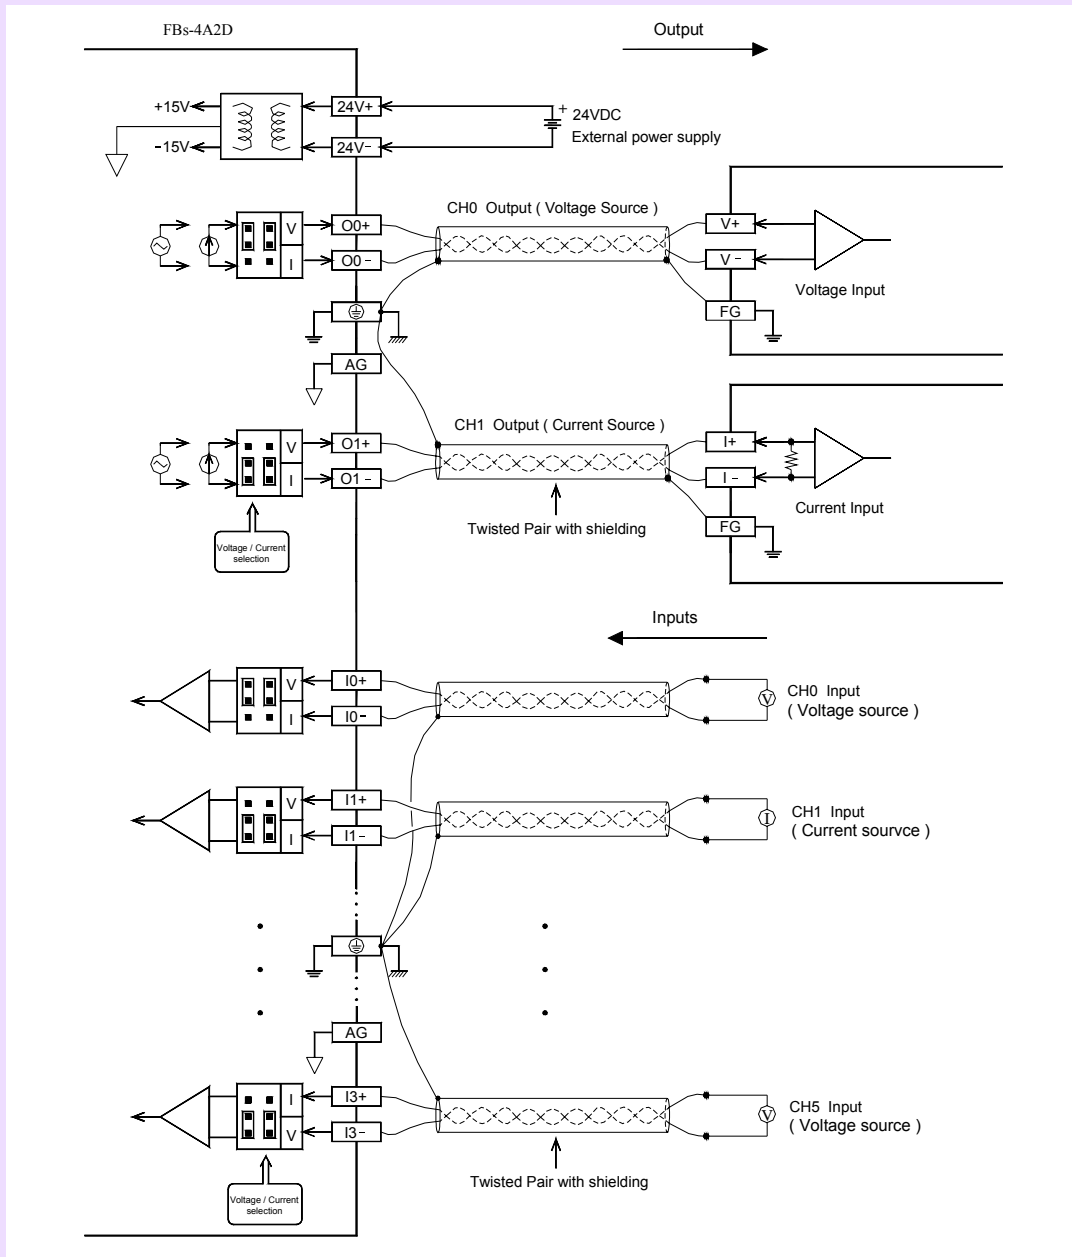 FBs-4A2D
Output
+15V
24V+
+
24VDC
-15V
24V-
External power supply
CH0 Output ( Voltage Source )
V
O0+
V+
I
O0-
V-
Voltage Input
FG
AG
CH1 Output ( Current Source )
V
O1+
I+
I
O1-
I-
Current Input
Twisted Pair with shielding
FG
Voltage / Current
selection
Inputs
V
I0+
I
I0-
V
CH0 Input
( Voltage source )
V
I1+
I
I1-
I
CH1 Input
( Current sourvce )
AG
I
I3+
V
I3-
V
CH5 Input
( Voltage source )
Twisted Pair with shielding
Voltage / Current
selection